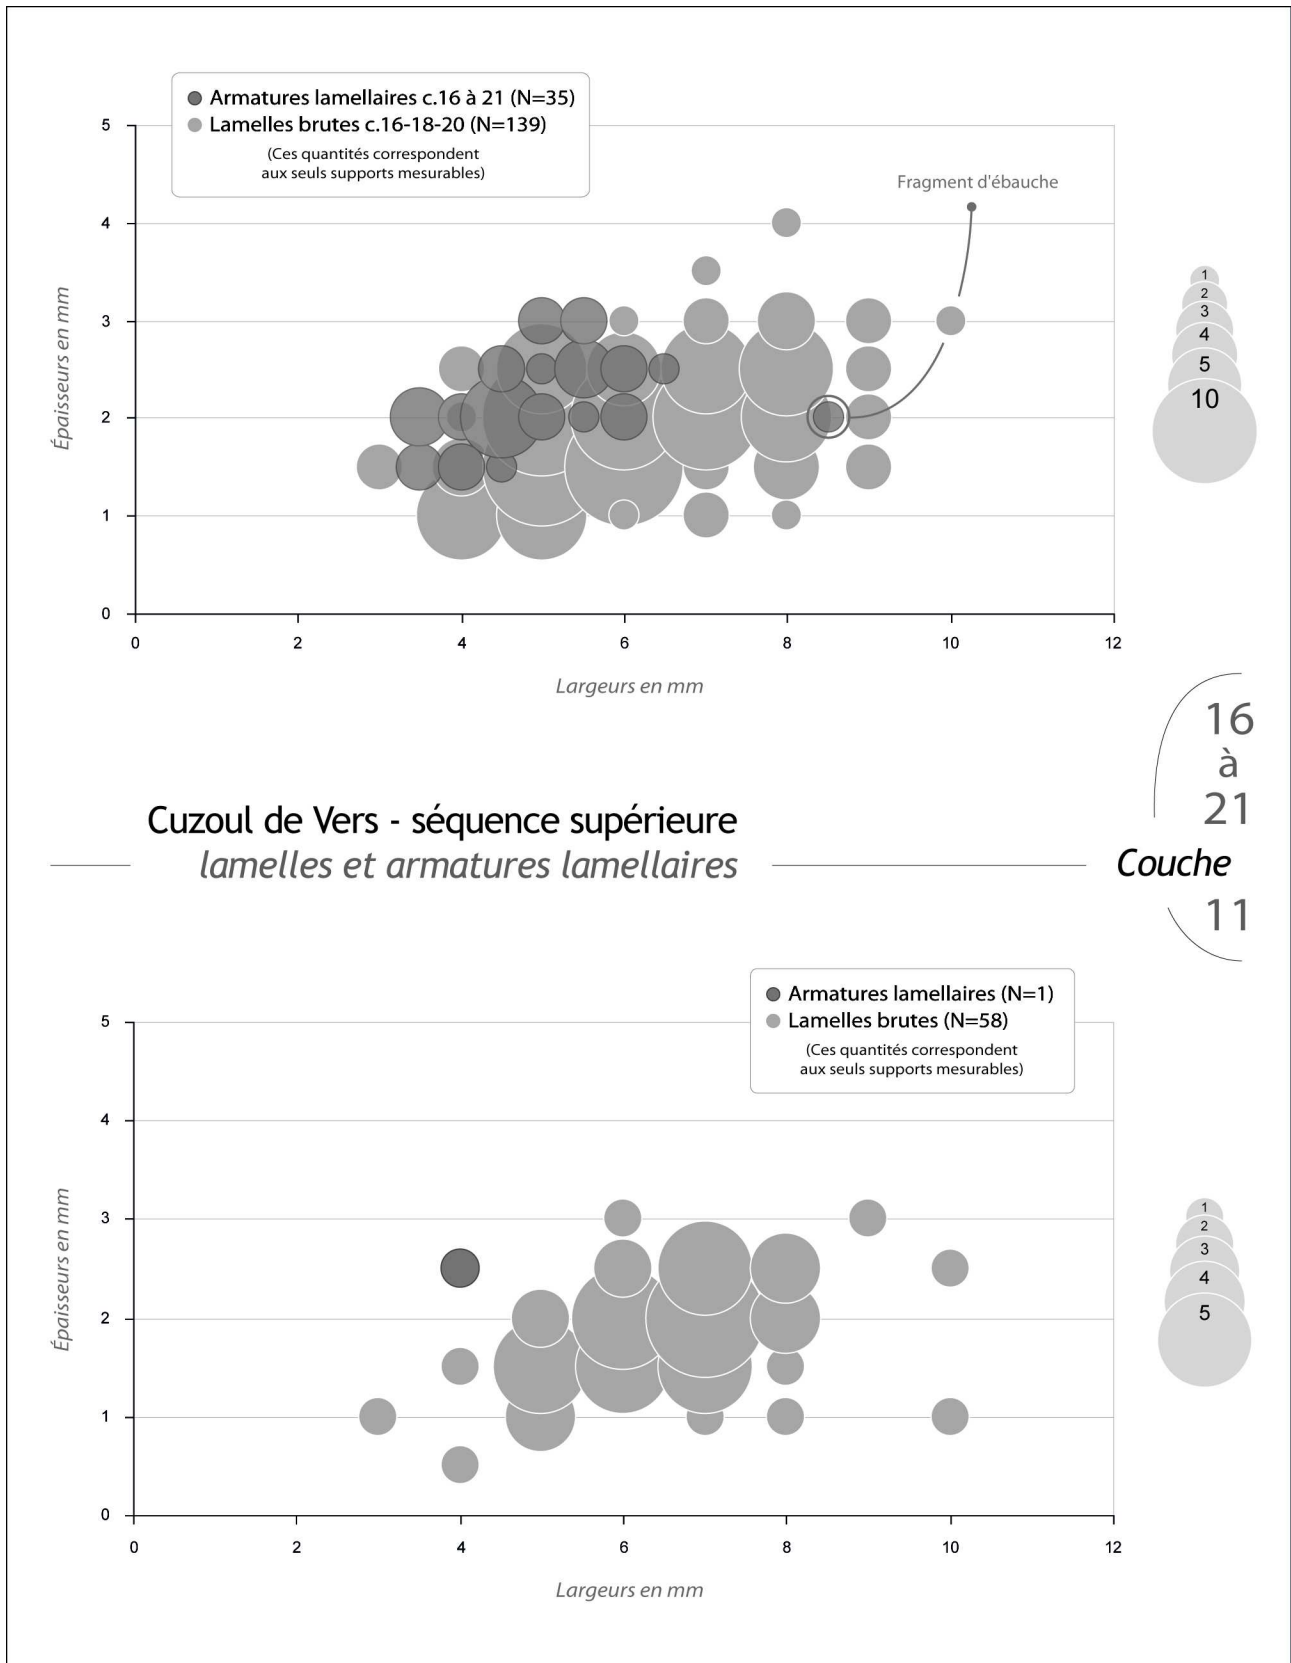 Armatures lamellaires c.16 à 21 (N=35)
Lamelles brutes c.16-18-20 (N=139)
(Ces quantités correspondent
aux seuls supports mesurables)
Fragment d'ébauche
5
4
3
2
1
0
Épaisseurs en mm
0 2 4 6 8 10 12
Largeurs en mm
1
2
3
4
5
10
16
à
21
Cuzoul de Vers - séquence supérieure
lamelles et armatures lamellaires
Couche
11
Armatures lamellaires (N=1)
Lamelles brutes (N=58)
(Ces quantités correspondent
aux seuls supports mesurables)
5
4
3
2
1
0
Épaisseurs en mm
0 2 4 6 8 10 12
Largeurs en mm
1
2
3
4
5